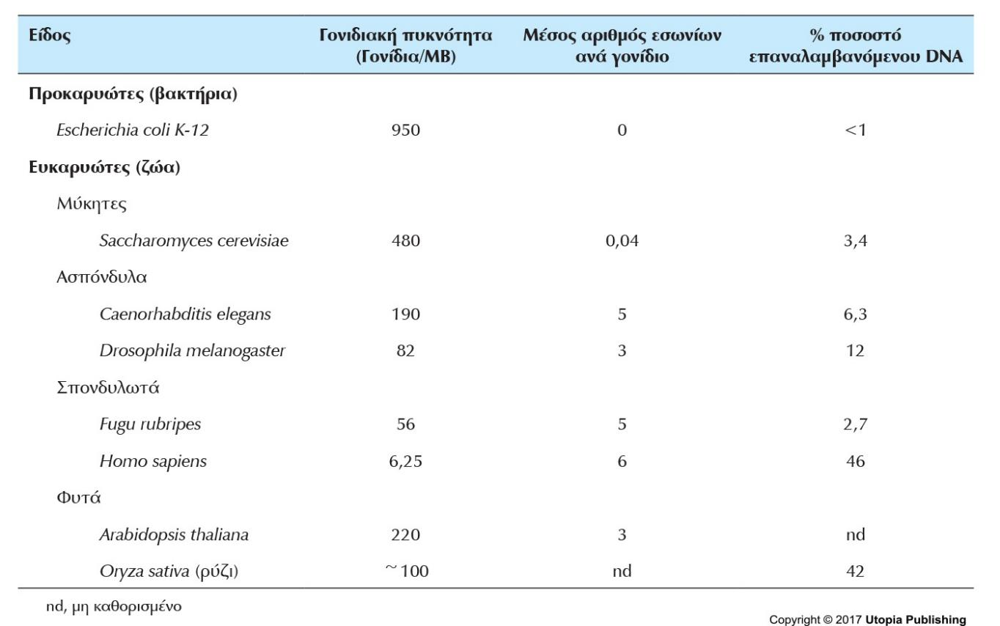 Είδος Γονιδιακή πυκνότητα Μέσος αριθμός εσωνίων % ποσοστό
(Γονίδια/MB) ανά γονίδιο επαναλαμβανόμενου DNA
Προκαρυώτες (βακτήρια)
Escherichia coli K-12 950 0 <1
Ευκαρυώτες (ζώα)
Μύκητες
Saccharomyces cerevisiae 480 0,04 3,4
Ασπόνδυλα
Caenorhabditis elegans 190 5 6,3
Drosophila melanogaster 82 3 12
Σπονδυλωτά
Fugu rubripes 56 5 2,7
Homo sapiens 6,25 6 46
Φυτά
Arabidopsis thaliana 220 3 nd
Oryza sativa (ρύζι) ~100 nd 42
nd, μη καθορισμένο
Copyright © 2017 Utopia Publishing